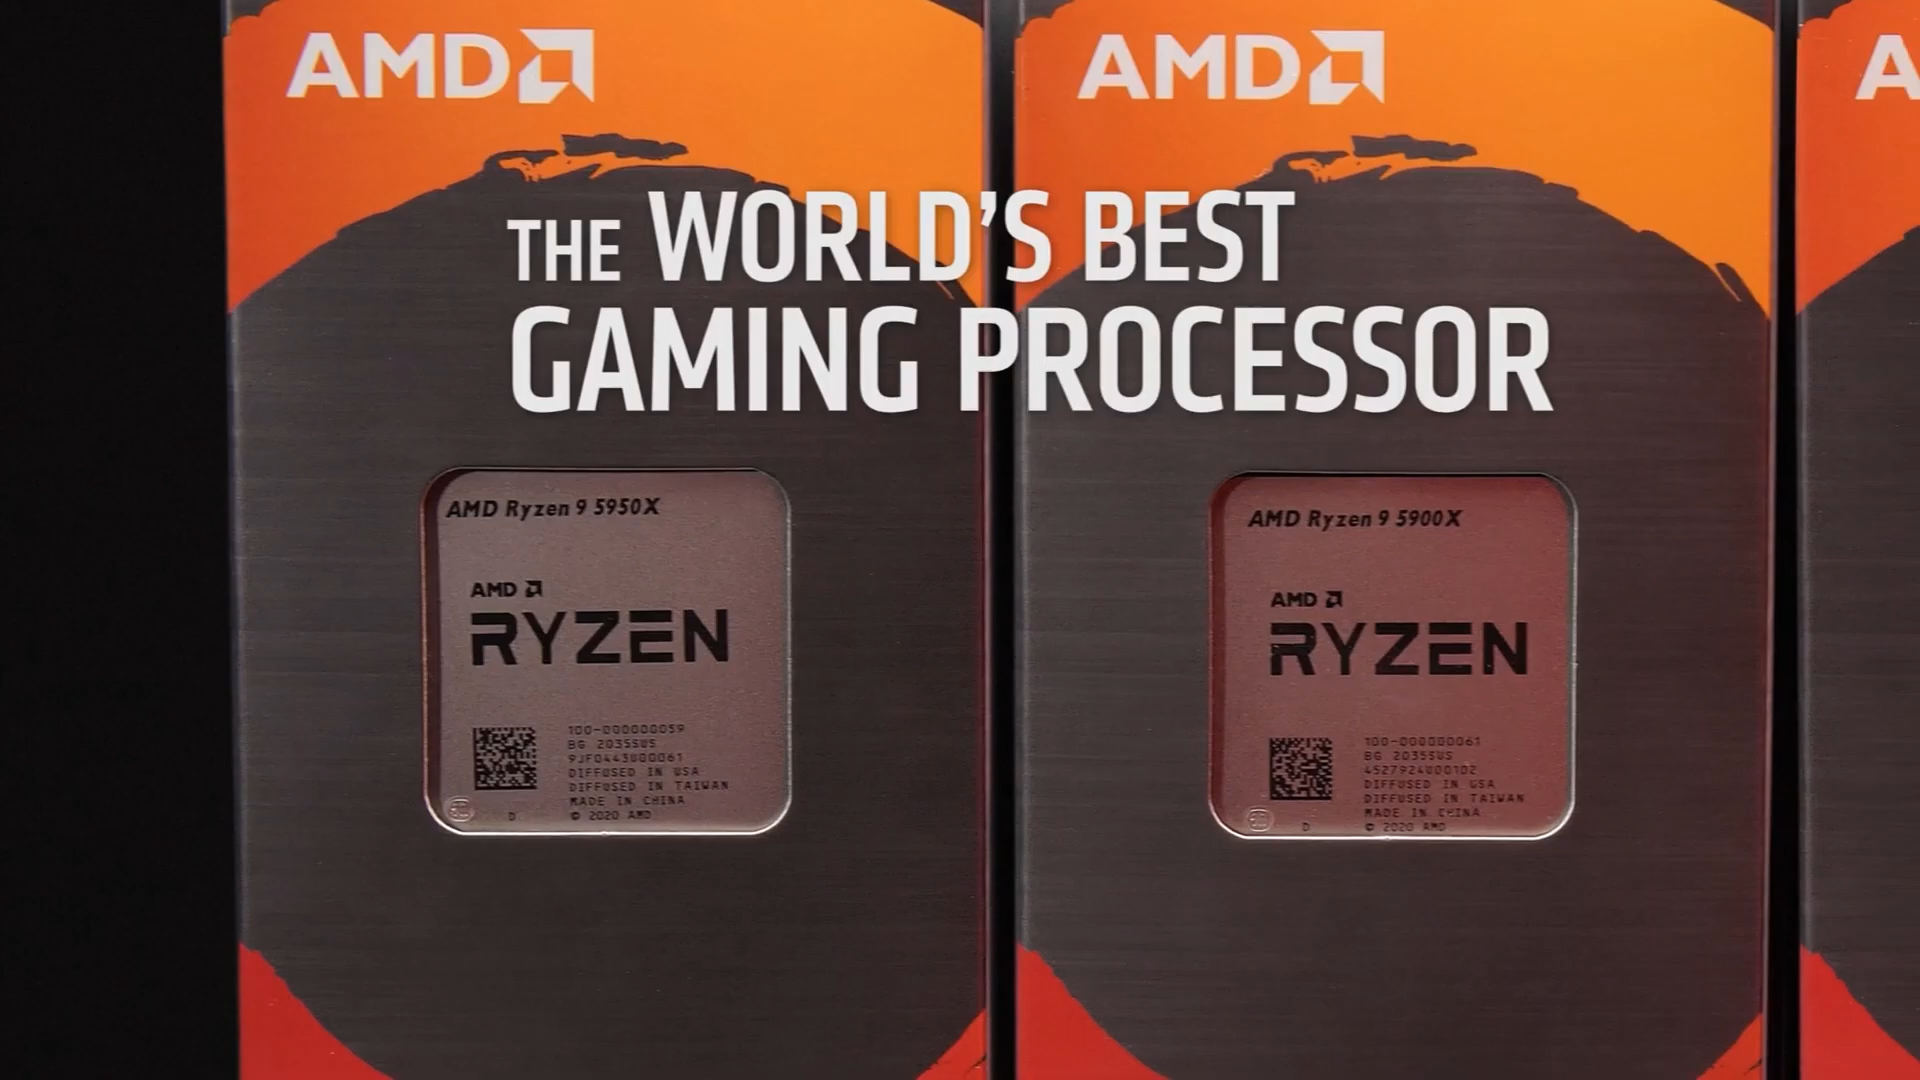 AMD
AMD
A
THE WORLD'S BEST
GAMING PROCESSOR
AMD Ryzen 9 5950X
AMD
RYZEN
100-000000059
BG 2035SUS
9JF0443U00061
DIFFUSED IN USA
DIFFUSED IN TAIWAN
MADE IN CHINA
© 2020 AMD
D
AMD Ryzen 9 5900X
AMD
RYZEN
100-000000061
BG 2035SUS
4527924U00102
DIFFUSED IN USA
DIFFUSED IN TAIWAN
MADE IN CHINA
© 2020 AMD
D